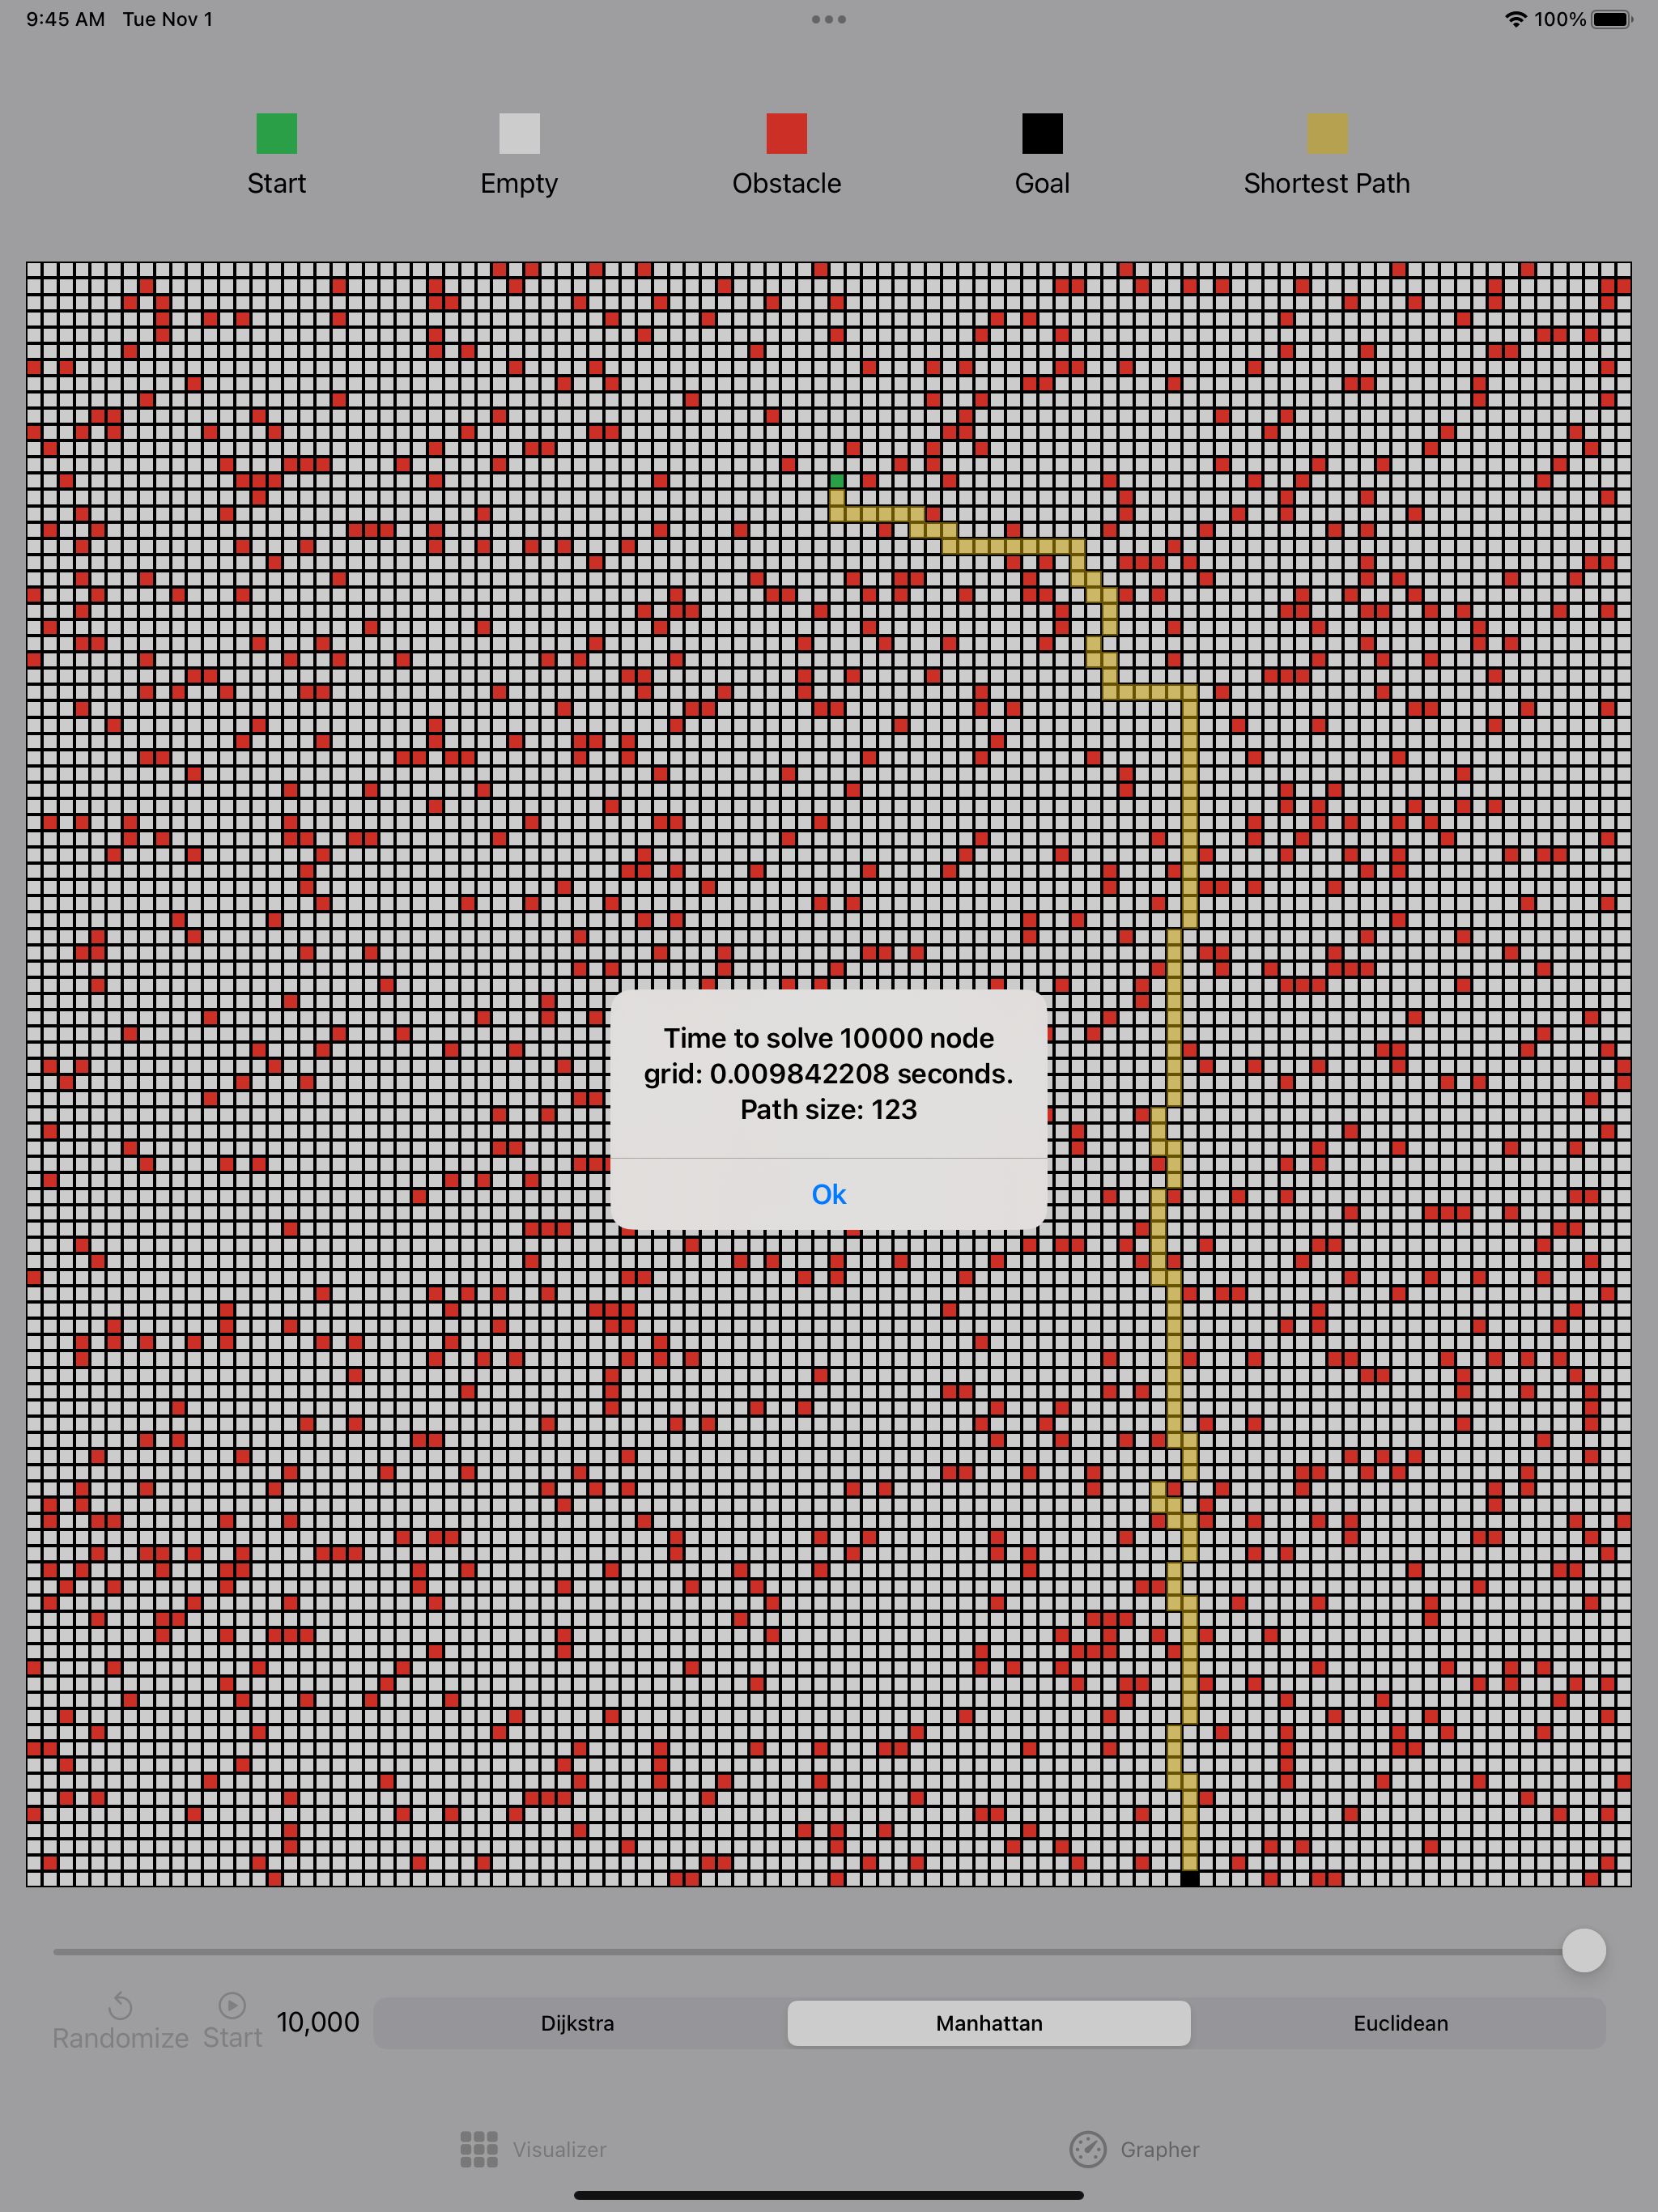 9:45 AM Tue Nov 1
100%
Start
Empty
Obstacle
Goal
Shortest Path
Time to solve 10000 node
grid: 0.009842208 seconds.
Path size: 123
Ok
Randomize
Start
10,000
Dijkstra
Manhattan
Euclidean
Visualizer
Grapher